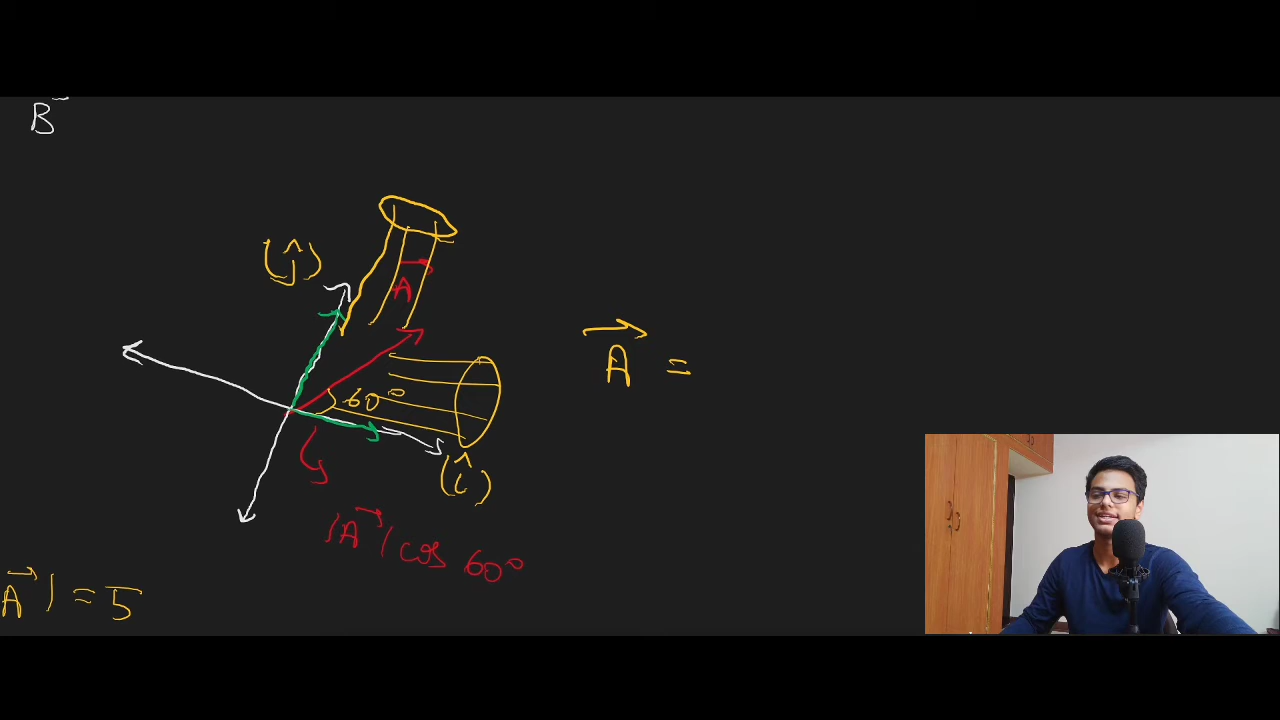 B
(ĵ)
A⃗
A⃗ =
60°
(î)
|A⃗| cos 60°
A⃗| = 5